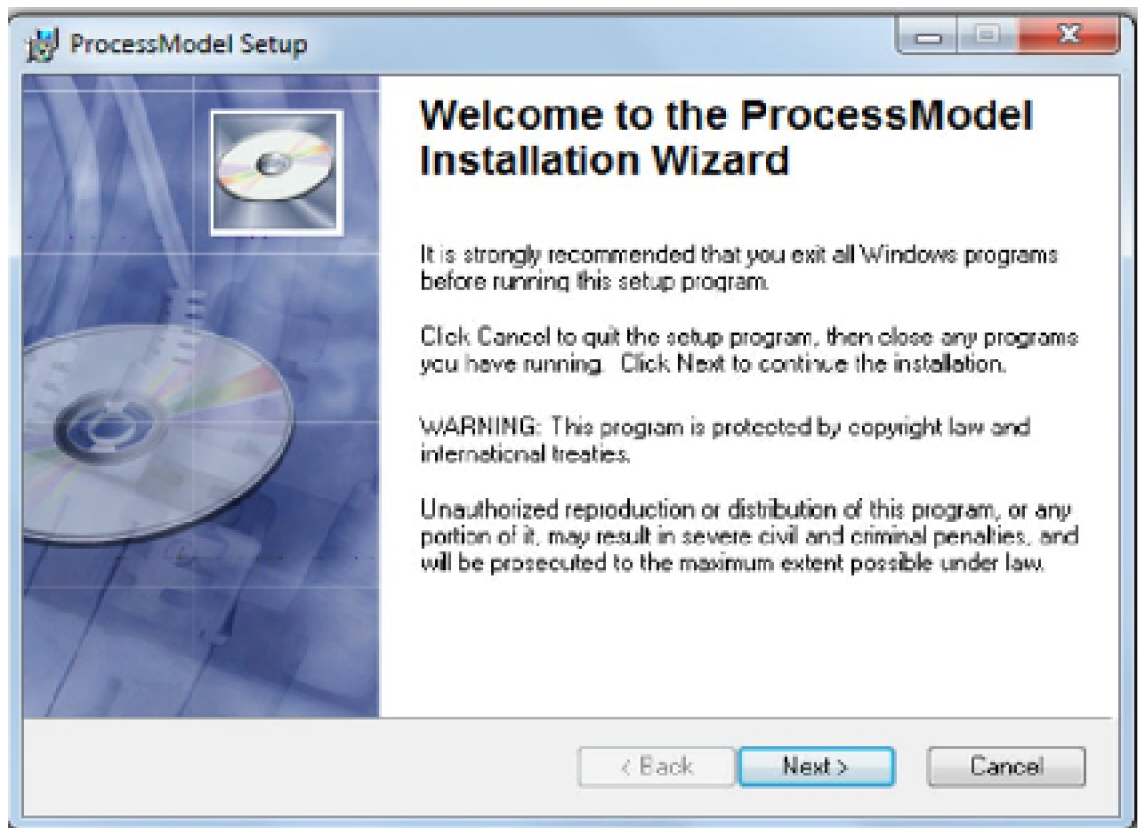 ProcessModel Setup
Welcome to the ProcessModel
Installation Wizard
It is strongly recommended that you exit all Windows programs
before running this setup program.
Click Cancel to quit the setup program, then close any programs
you have running. Click Next to continue the installation.
WARNING: This program is protected by copyright law and
international treaties.
Unauthorized reproduction or distribution of this program, or any
portion of it, may result in severe civil and criminal penalties, and
will be prosecuted to the maximum extent possible under law.
< Back
Next >
Cancel